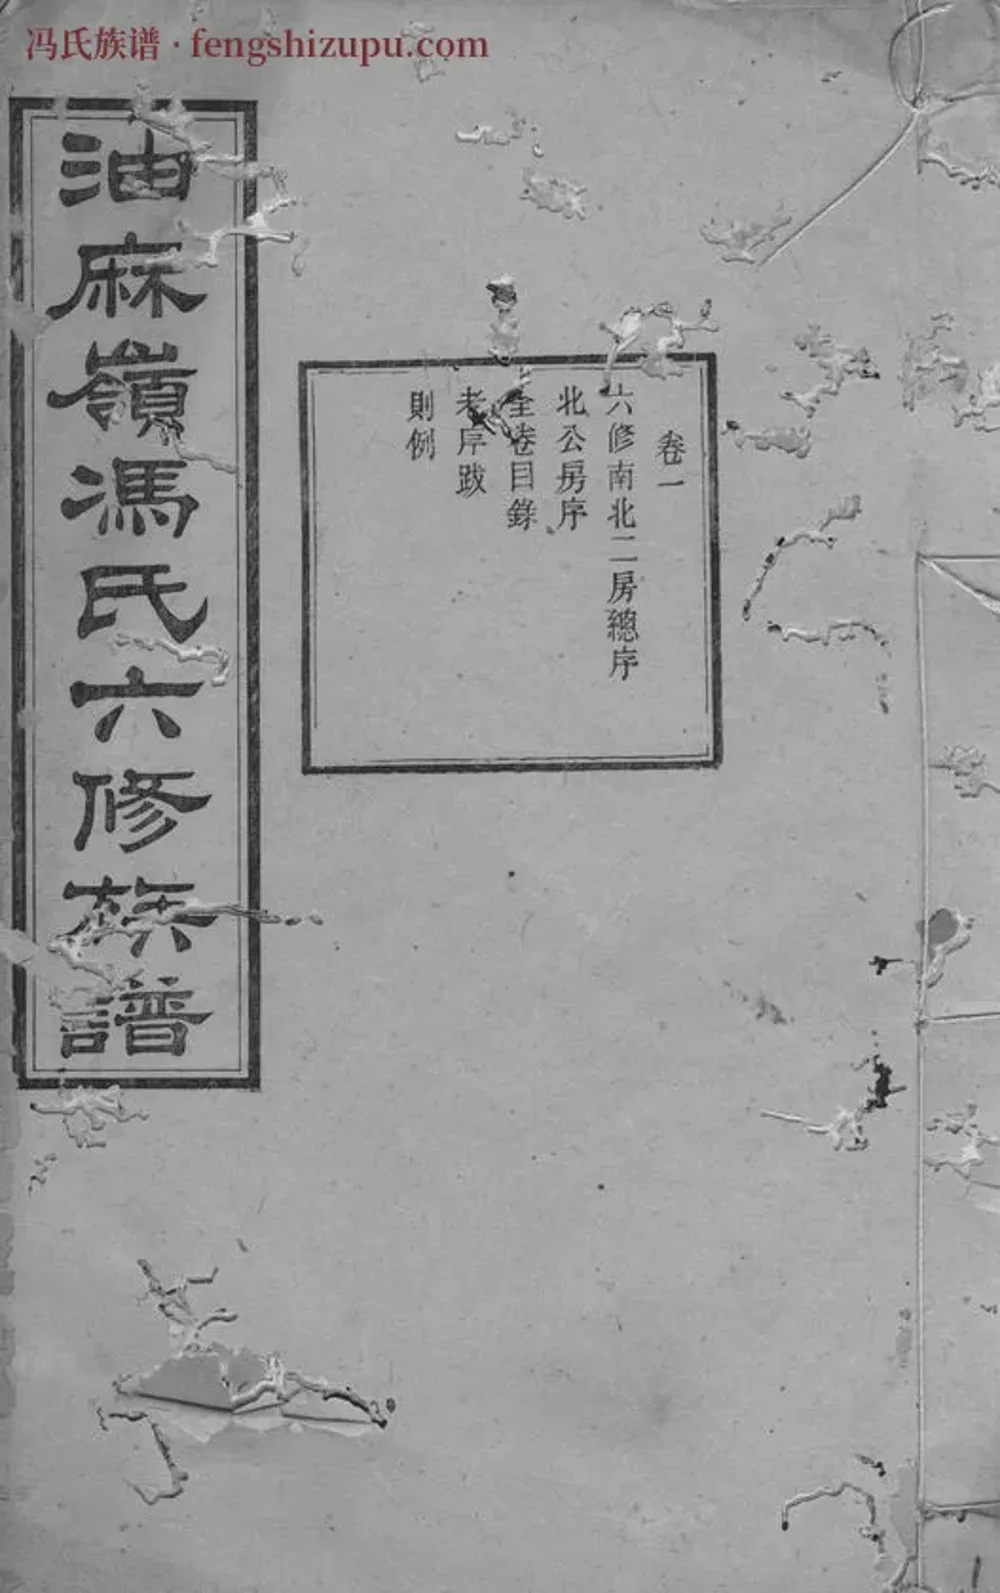 冯氏族谱 · fengshizupu.com
油麻嶺馮氏六修族譜
卷一
六修南北二房總序
北公房序
全卷目錄
老序跋
則例
1